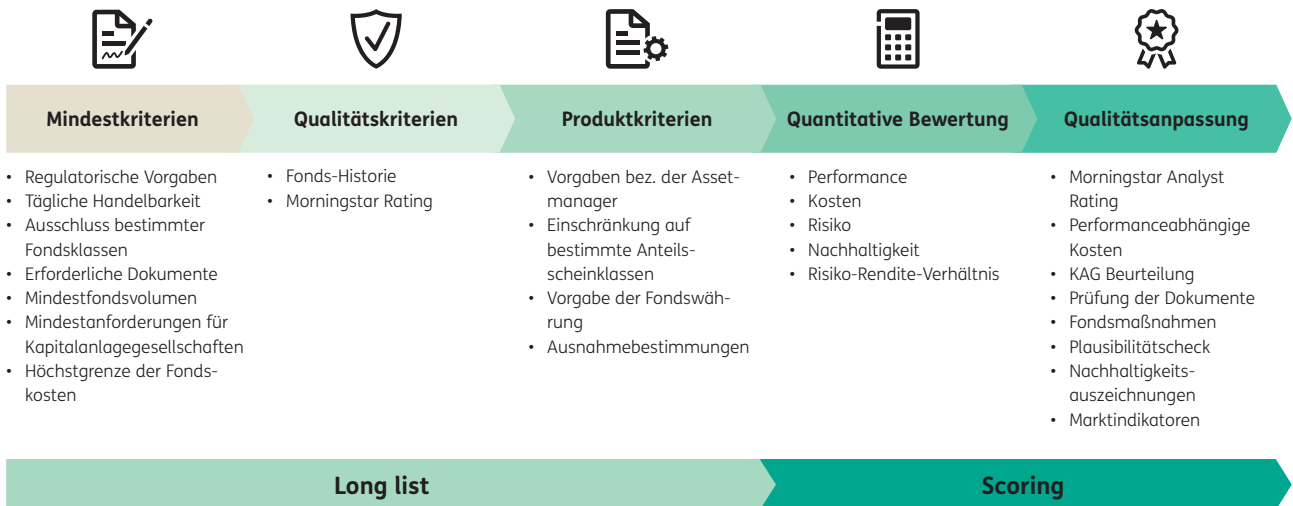 Mindestkriterien
Qualitätskriterien
Produktkriterien
Quantitative Bewertung
Qualitätsanpassung
• Regulatorische Vorgaben
• Tägliche Handelbarkeit
• Ausschluss bestimmter
Fondsklassen
• Erforderliche Dokumente
• Mindestfondsvolumen
• Mindestanforderungen für
Kapitalanlagegesellschaften
• Höchstgrenze der Fonds-
kosten
• Fonds-Historie
• Morningstar Rating
• Vorgaben bez. der Asset-
manager
• Einschränkung auf
bestimmte Anteils-
scheinklassen
• Vorgabe der Fondswäh-
rung
• Ausnahmebestimmungen
• Performance
• Kosten
• Risiko
• Nachhaltigkeit
• Risiko-Rendite-Verhältnis
• Morningstar Analyst
Rating
• Performanceabhängige
Kosten
• KAG Beurteilung
• Prüfung der Dokumente
• Fondsmaßnahmen
• Plausibilitätscheck
• Nachhaltigkeits-
auszeichnungen
• Marktindikatoren
Long list
Scoring